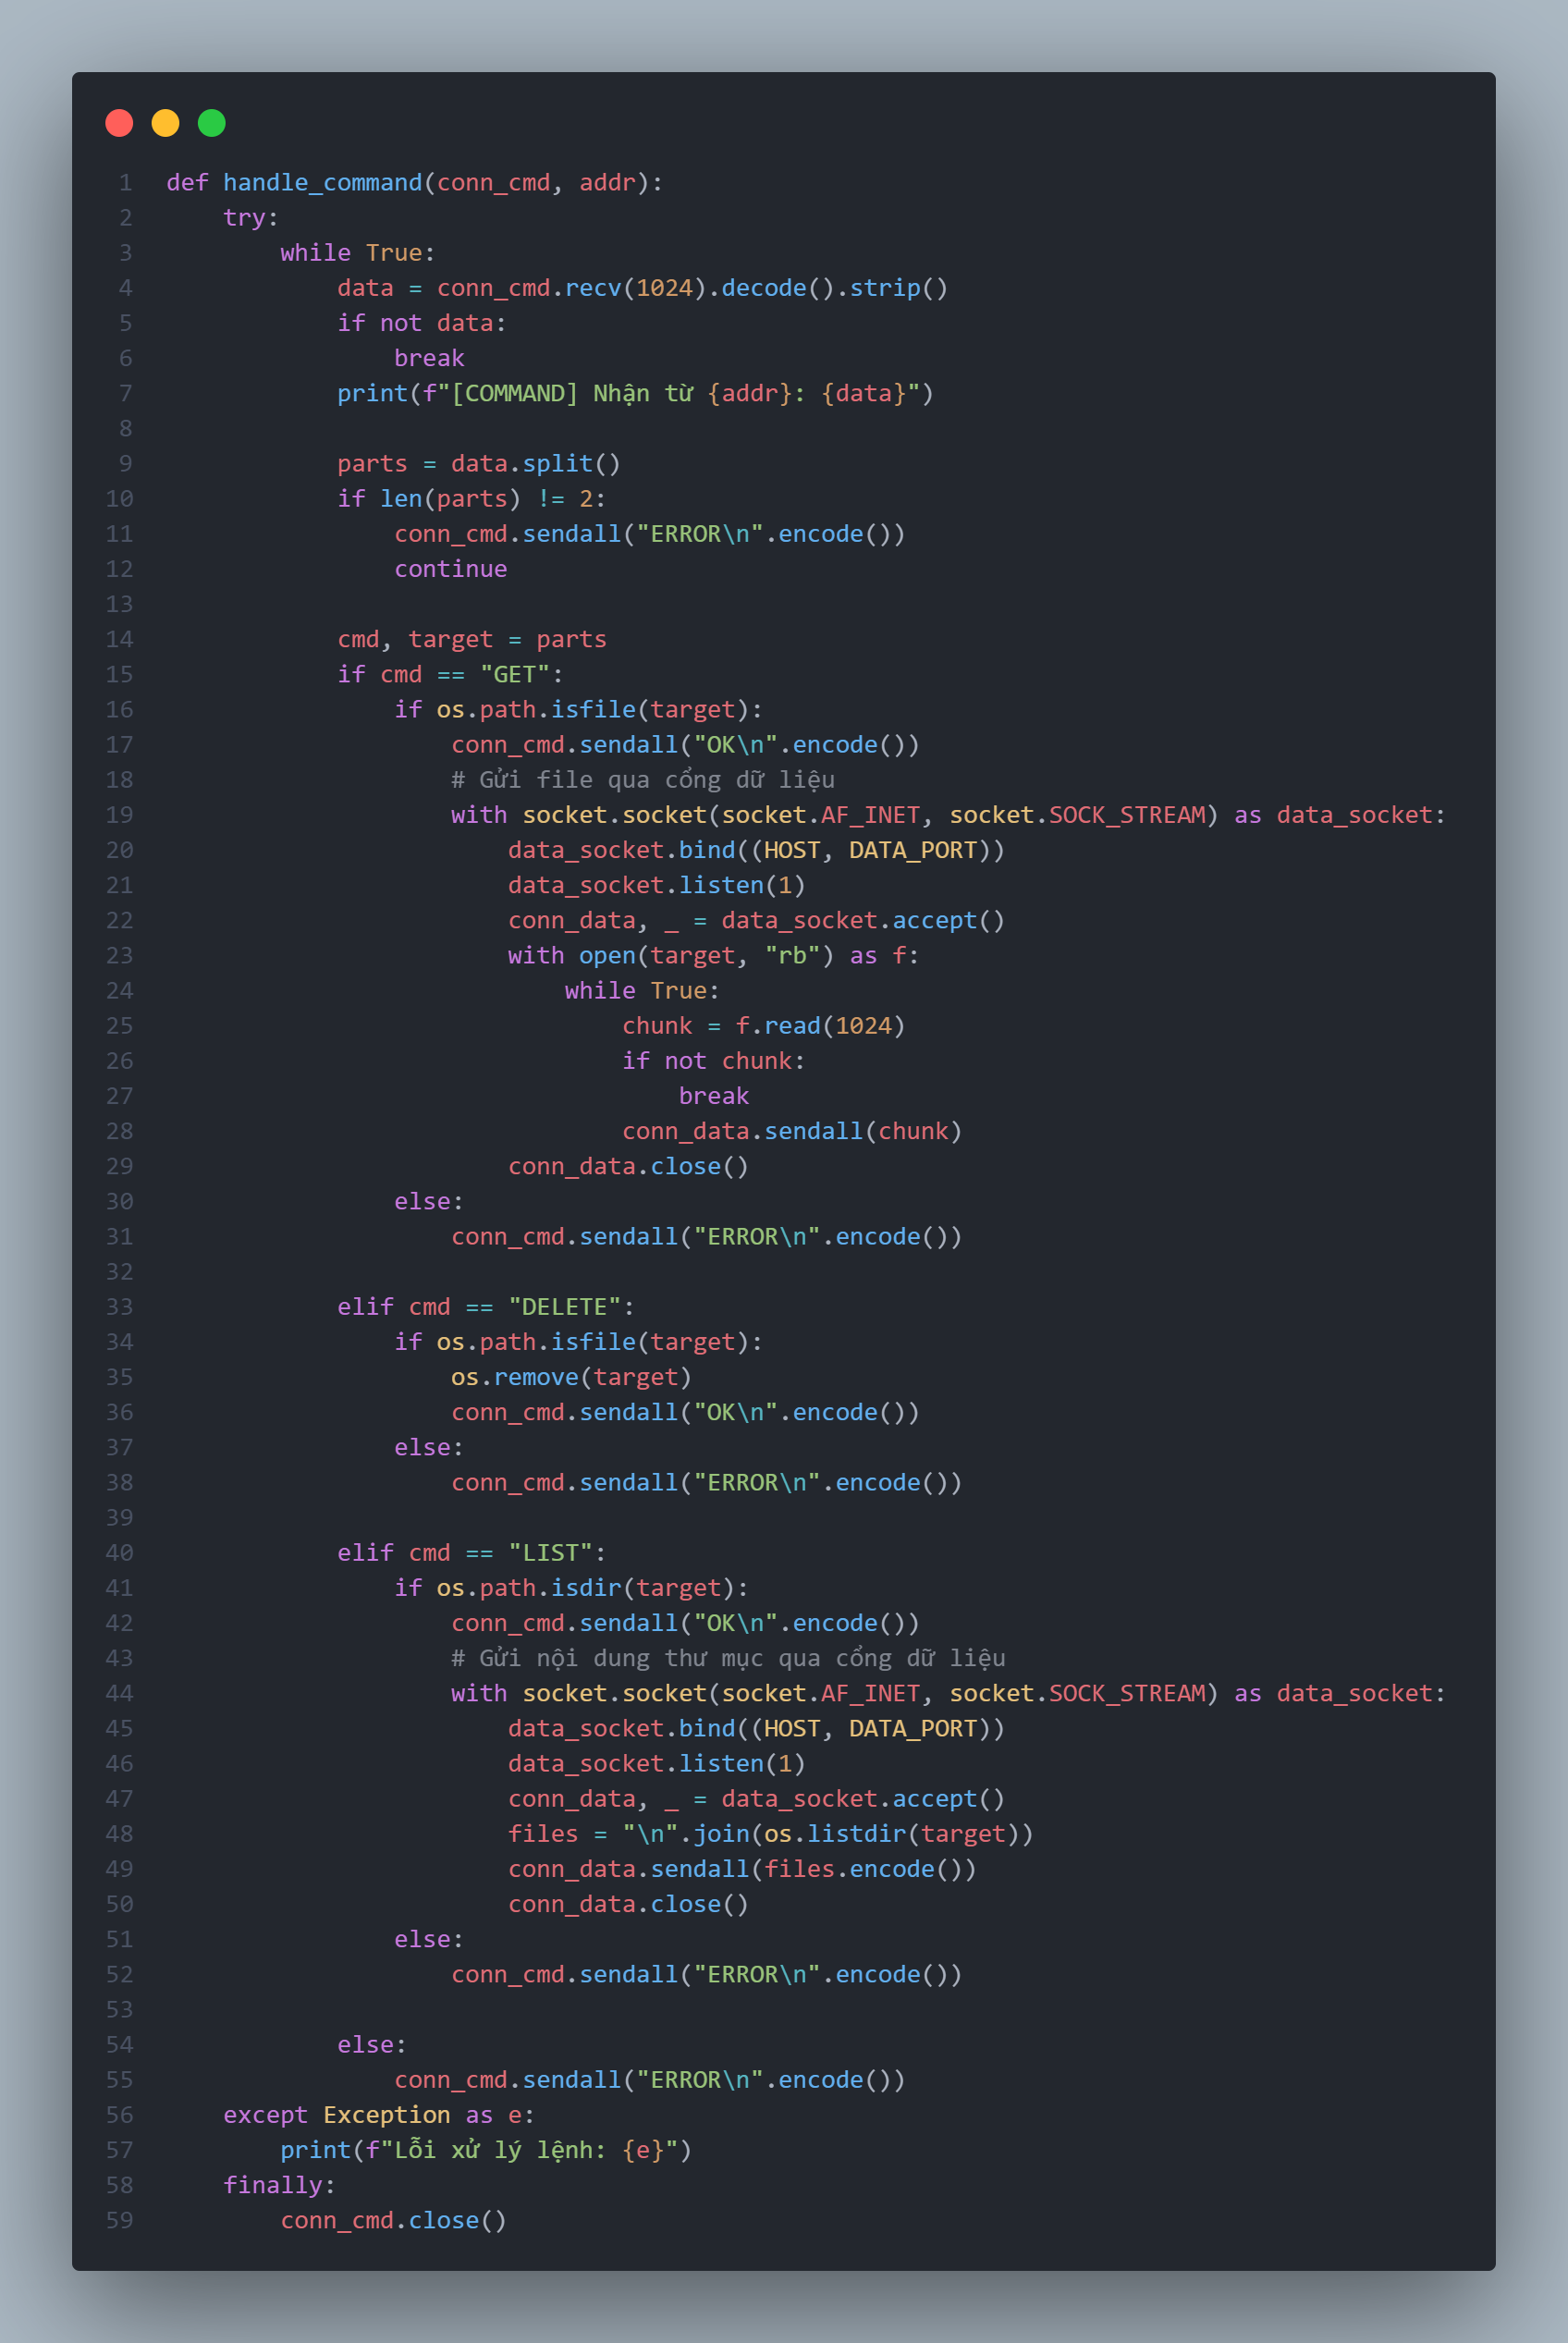 1 def handle_command(conn_cmd, addr):
2     try:
3         while True:
4             data = conn_cmd.recv(1024).decode().strip()
5             if not data:
6                 break
7             print(f"[COMMAND] Nhận từ {addr}: {data}")
8
9             parts = data.split()
10             if len(parts) != 2:
11                 conn_cmd.sendall("ERROR\n".encode())
12                 continue
13
14             cmd, target = parts
15             if cmd == "GET":
16                 if os.path.isfile(target):
17                     conn_cmd.sendall("OK\n".encode())
18                     # Gửi file qua cổng dữ liệu
19                     with socket.socket(socket.AF_INET, socket.SOCK_STREAM) as data_socket:
20                         data_socket.bind((HOST, DATA_PORT))
21                         data_socket.listen(1)
22                         conn_data, _ = data_socket.accept()
23                         with open(target, "rb") as f:
24                             while True:
25                                 chunk = f.read(1024)
26                                 if not chunk:
27                                     break
28                                 conn_data.sendall(chunk)
29                         conn_data.close()
30                 else:
31                     conn_cmd.sendall("ERROR\n".encode())
32
33             elif cmd == "DELETE":
34                 if os.path.isfile(target):
35                     os.remove(target)
36                     conn_cmd.sendall("OK\n".encode())
37                 else:
38                     conn_cmd.sendall("ERROR\n".encode())
39
40             elif cmd == "LIST":
41                 if os.path.isdir(target):
42                     conn_cmd.sendall("OK\n".encode())
43                     # Gửi nội dung thư mục qua cổng dữ liệu
44                     with socket.socket(socket.AF_INET, socket.SOCK_STREAM) as data_socket:
45                         data_socket.bind((HOST, DATA_PORT))
46                         data_socket.listen(1)
47                         conn_data, _ = data_socket.accept()
48                         files = "\n".join(os.listdir(target))
49                         conn_data.sendall(files.encode())
50                         conn_data.close()
51                 else:
52                     conn_cmd.sendall("ERROR\n".encode())
53
54             else:
55                 conn_cmd.sendall("ERROR\n".encode())
56     except Exception as e:
57         print(f"Lỗi xử lý lệnh: {e}")
58     finally:
59         conn_cmd.close()